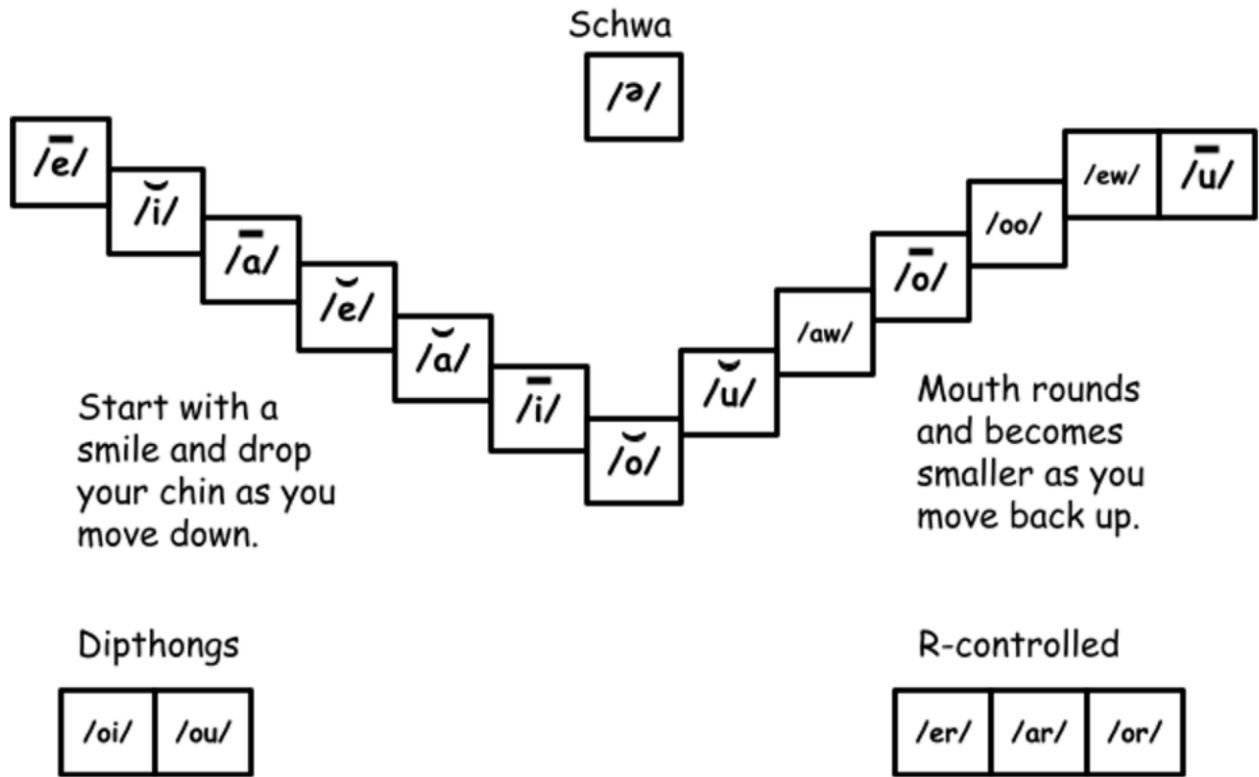 Schwa
/ə/
/ē/
/ĭ/
/ā/
/ĕ/
/ă/
/ī/
/ŏ/
/ŭ/
/aw/
/ō/
/oo/
/ew/ /ū/
Start with a
smile and drop
your chin as you
move down.
Mouth rounds
and becomes
smaller as you
move back up.
Dipthongs
/oi/ /ou/
R-controlled
/er/ /ar/ /or/